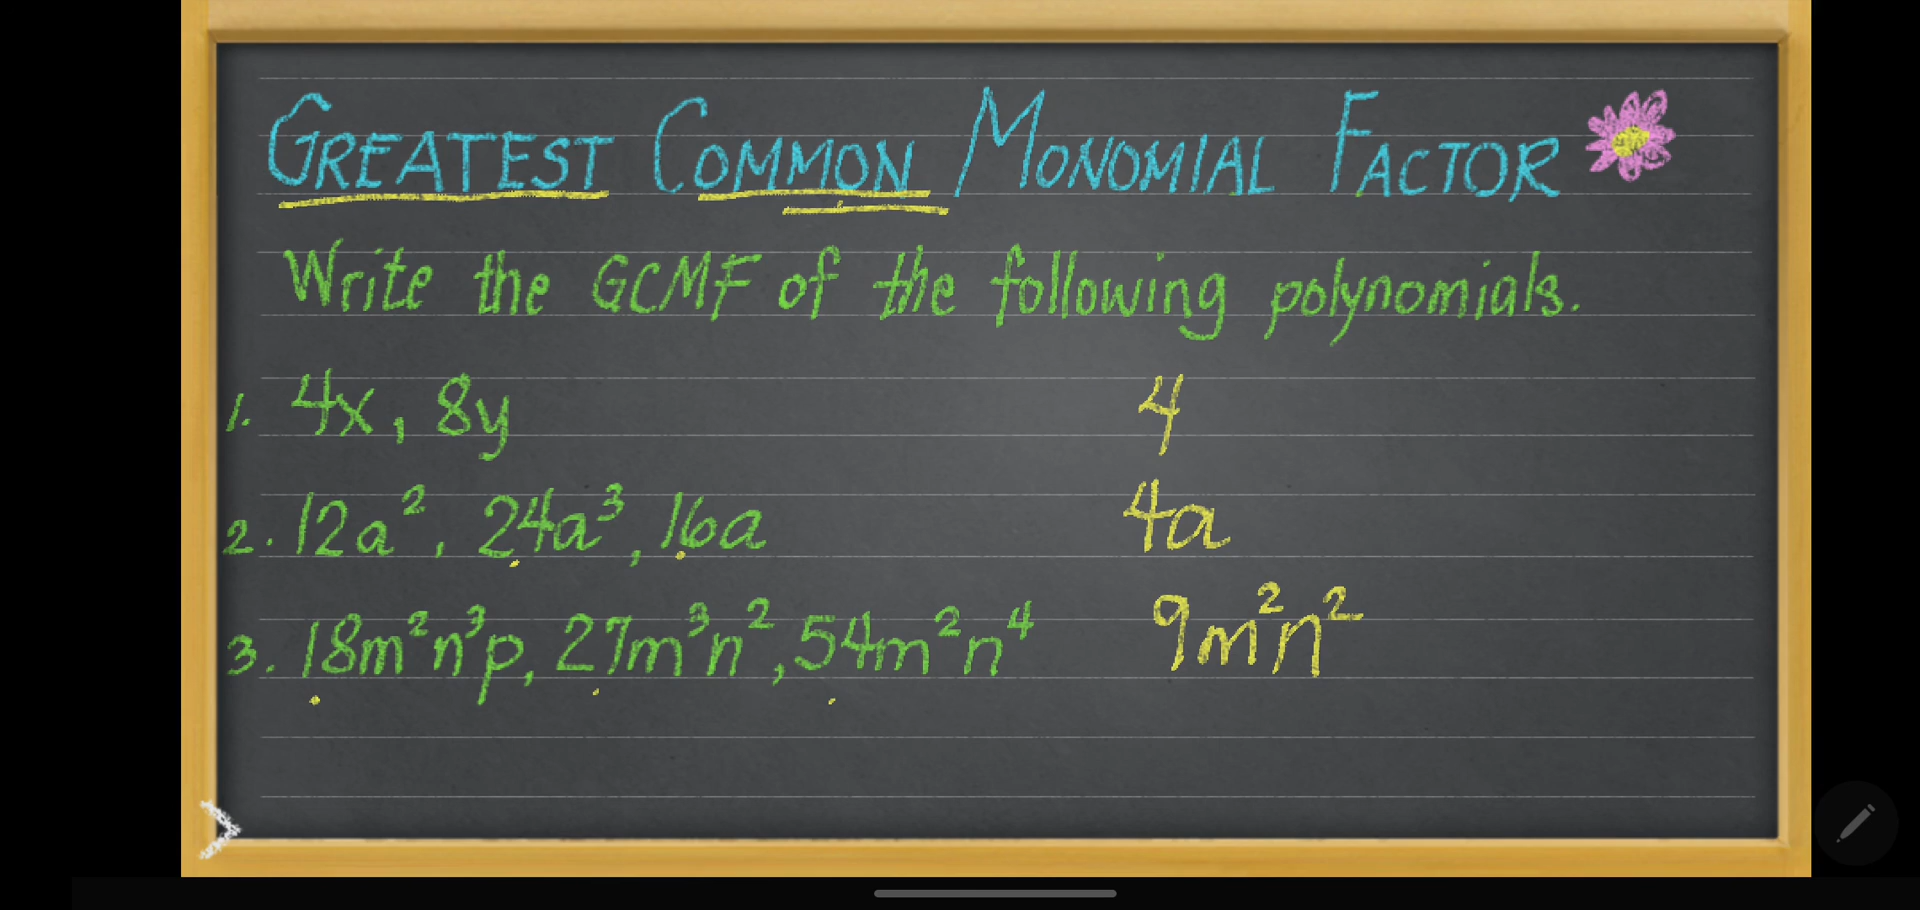 GREATEST COMMON MONOMIAL FACTOR
Write the GCMF of the following polynomials.
1. 4x, 8y 4
2. 12a², 24a³, 16a 4a
3. 18m²n³p, 27m³n², 54m²n⁴ 9m²n²